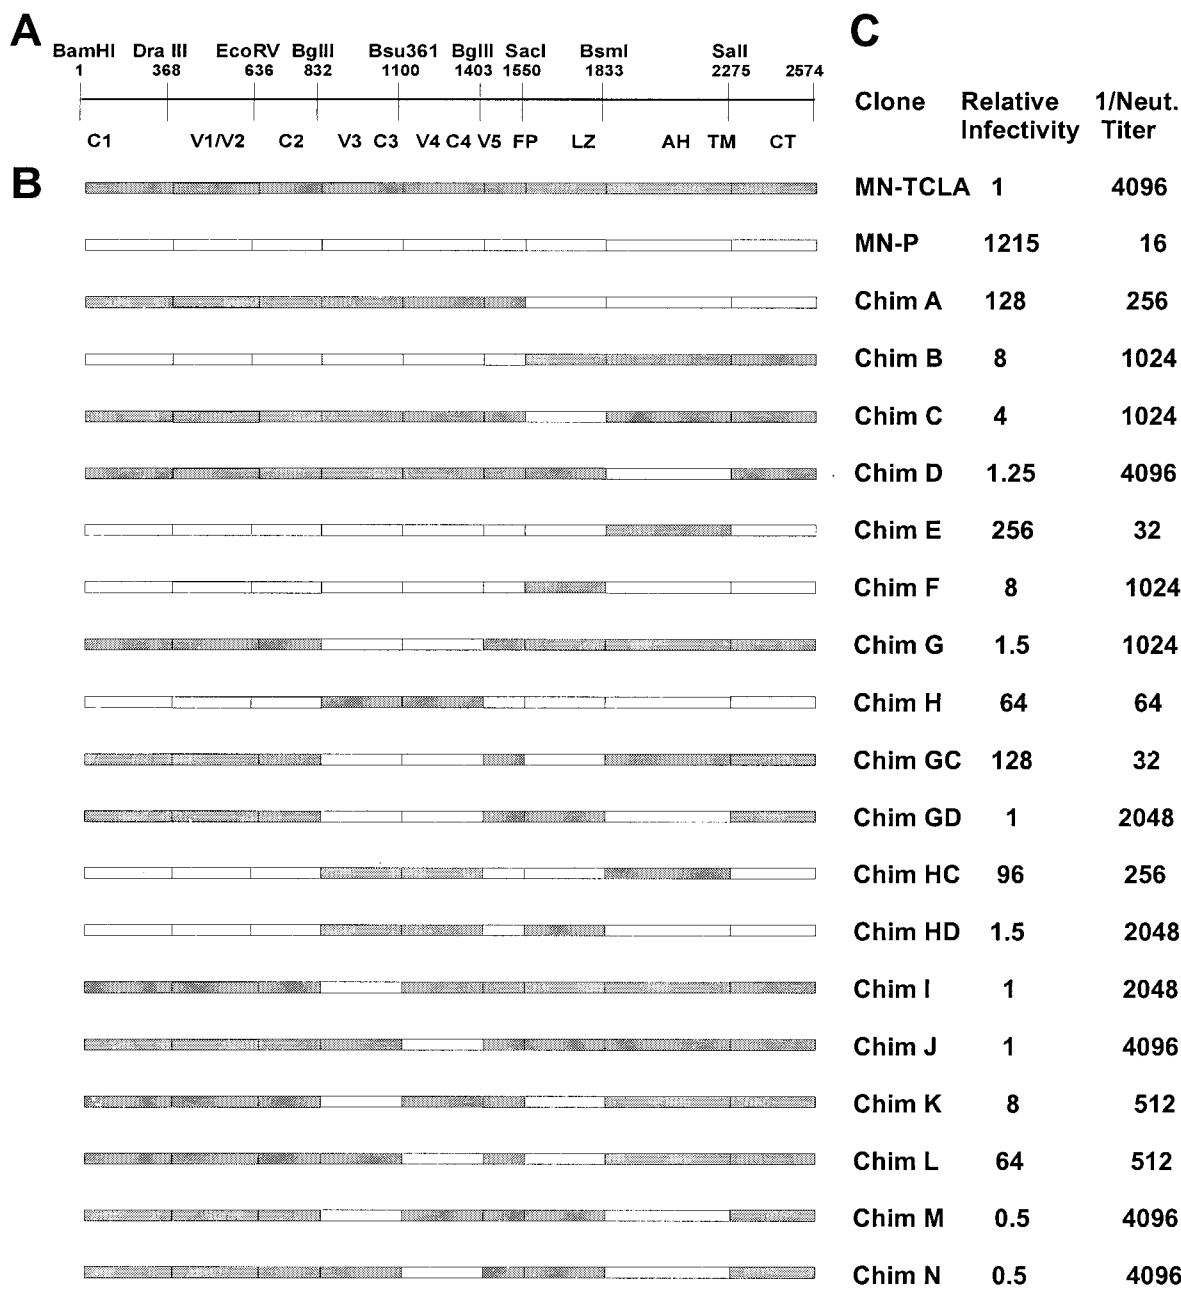 A
C
BamHI Dra III EcoRV BglII Bsu361 BglII SacI BsmI SalI
1 368 636 832 1100 1403 1550 1833 2275 2574
C1 V1/V2 C2 V3 C3 V4 C4 V5 FP LZ AH TM CT
Clone Relative Infectivity 1/Neut. Titer
B
MN-TCLA 1 4096
MN-P 1215 16
Chim A 128 256
Chim B 8 1024
Chim C 4 1024
Chim D 1.25 4096
Chim E 256 32
Chim F 8 1024
Chim G 1.5 1024
Chim H 64 64
Chim GC 128 32
Chim GD 1 2048
Chim HC 96 256
Chim HD 1.5 2048
Chim I 1 2048
Chim J 1 4096
Chim K 8 512
Chim L 64 512
Chim M 0.5 4096
Chim N 0.5 4096